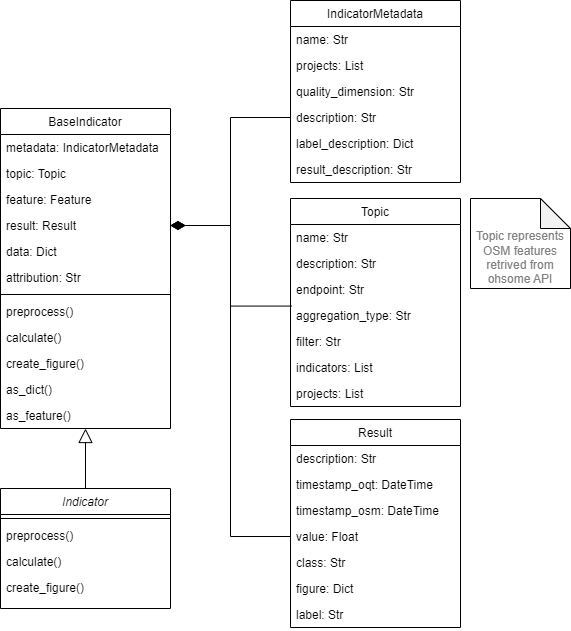 IndicatorMetadata
name: Str
projects: List
quality_dimension: Str
description: Str
label_description: Dict
result_description: Str
BaseIndicator
metadata: IndicatorMetadata
topic: Topic
feature: Feature
result: Result
data: Dict
attribution: Str
preprocess()
calculate()
create_figure()
as_dict()
as_feature()
Topic
name: Str
description: Str
endpoint: Str
aggregation_type: Str
filter: Str
indicators: List
projects: List
Topic represents
OSM features
retrived from
ohsome API
Result
description: Str
timestamp_oqt: DateTime
timestamp_osm: DateTime
value: Float
class: Str
figure: Dict
label: Str
Indicator
preprocess()
calculate()
create_figure()